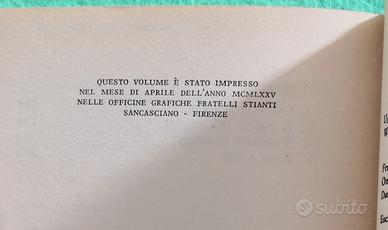 QUESTO VOLUME È STATO IMPRESSO
NEL MESE DI APRILE DELL'ANNO MCMLXXV
NELLE OFFICINE GRAFICHE FRATELLI STIANTI
SANCASCIANO - FIRENZE
subito